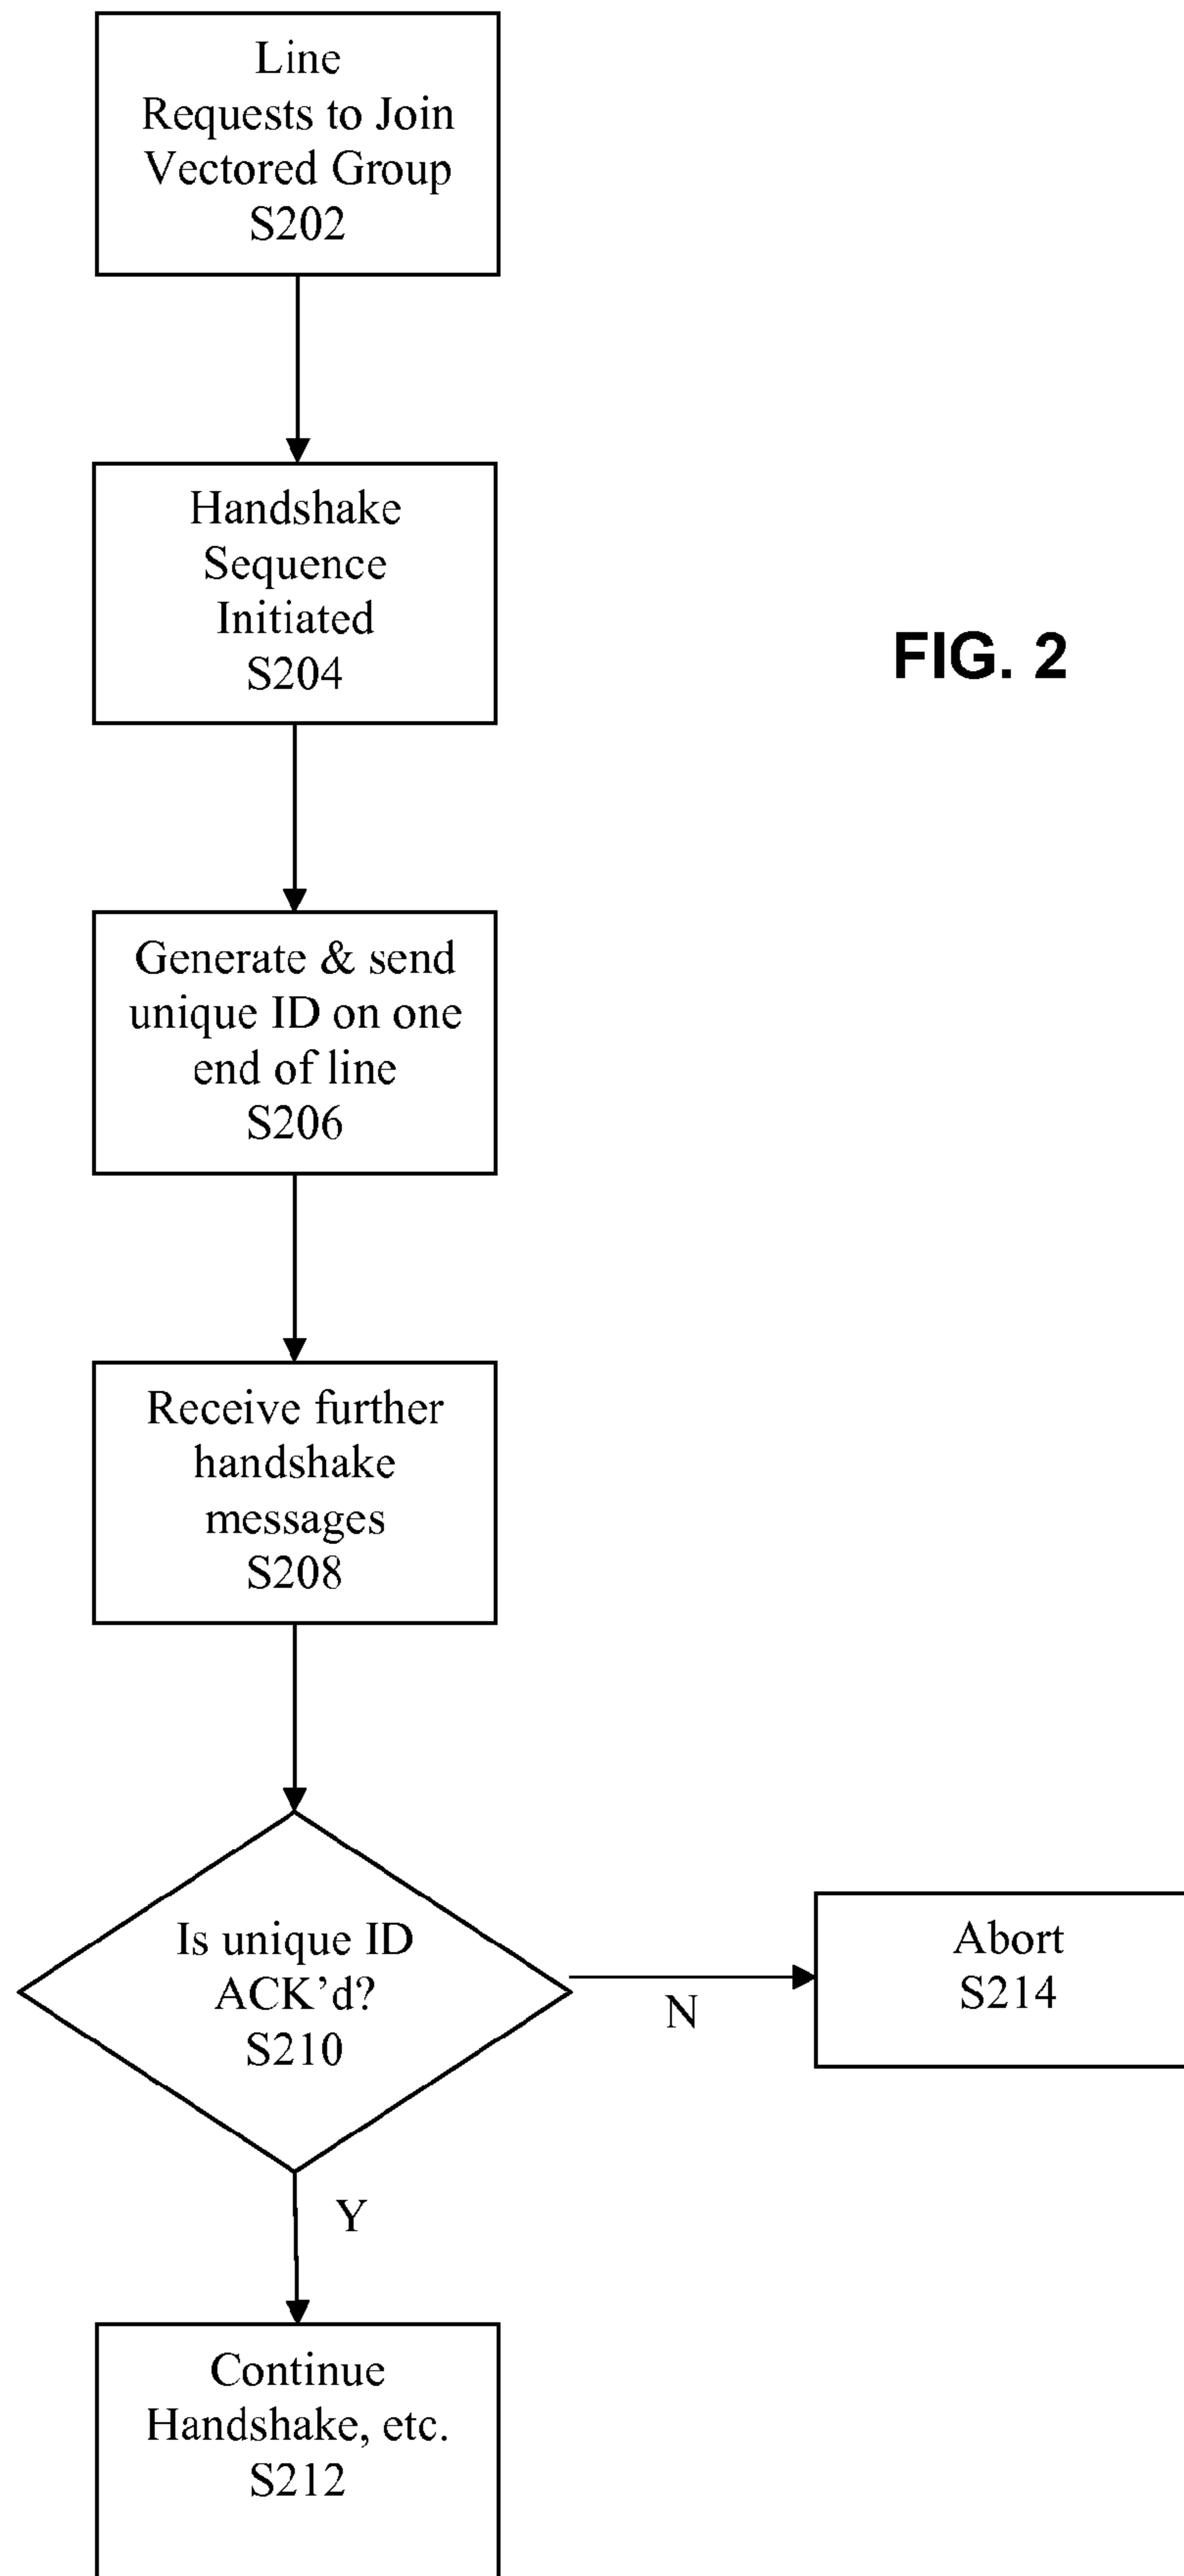 Line
Requests to Join
Vectored Group
S202
Handshake
Sequence
Initiated
S204
FIG. 2
Generate & send
unique ID on one
end of line
S206
Receive further
handshake
messages
S208
Is unique ID
ACK’d?
S210
N
Abort
S214
Y
Continue
Handshake, etc.
S212